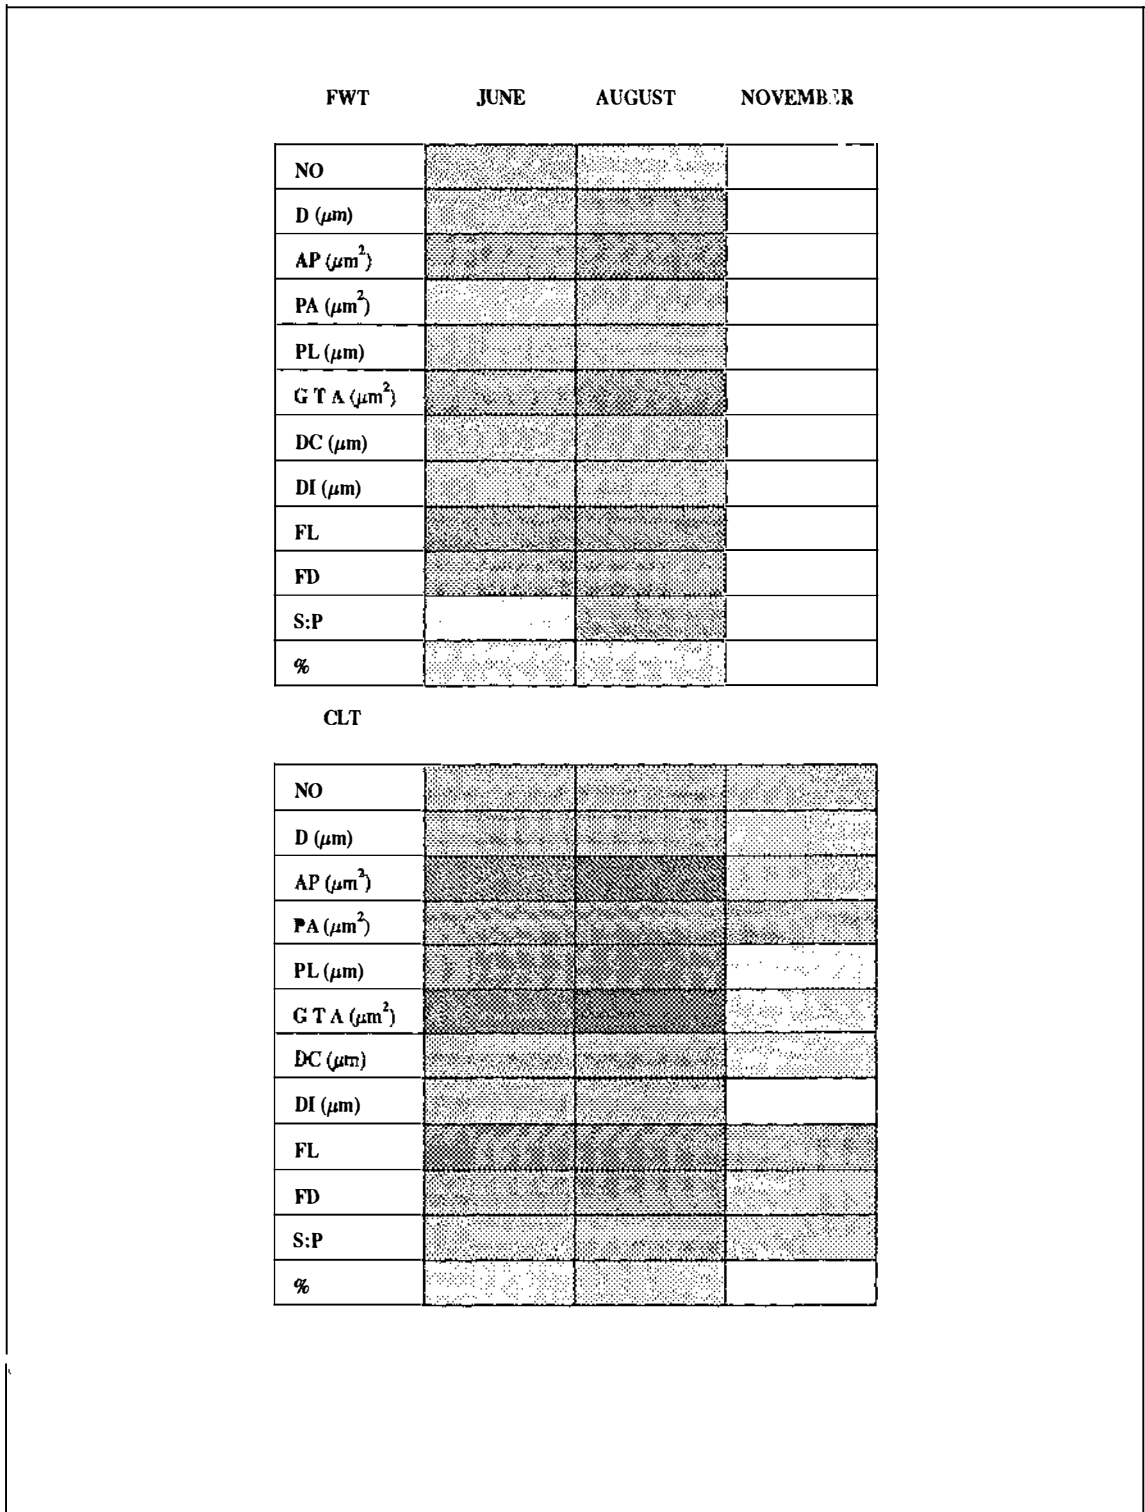 FWT JUNE AUGUST NOVEMBER
NO
D (μm)
AP (μm²)
PA (μm²)
PL (μm)
G T A (μm²)
DC (μm)
DI (μm)
FL
FD
S:P
%
CLT
NO
D (μm)
AP (μm²)
PA (μm²)
PL (μm)
G T A (μm²)
DC (μm)
DI (μm)
FL
FD
S:P
%